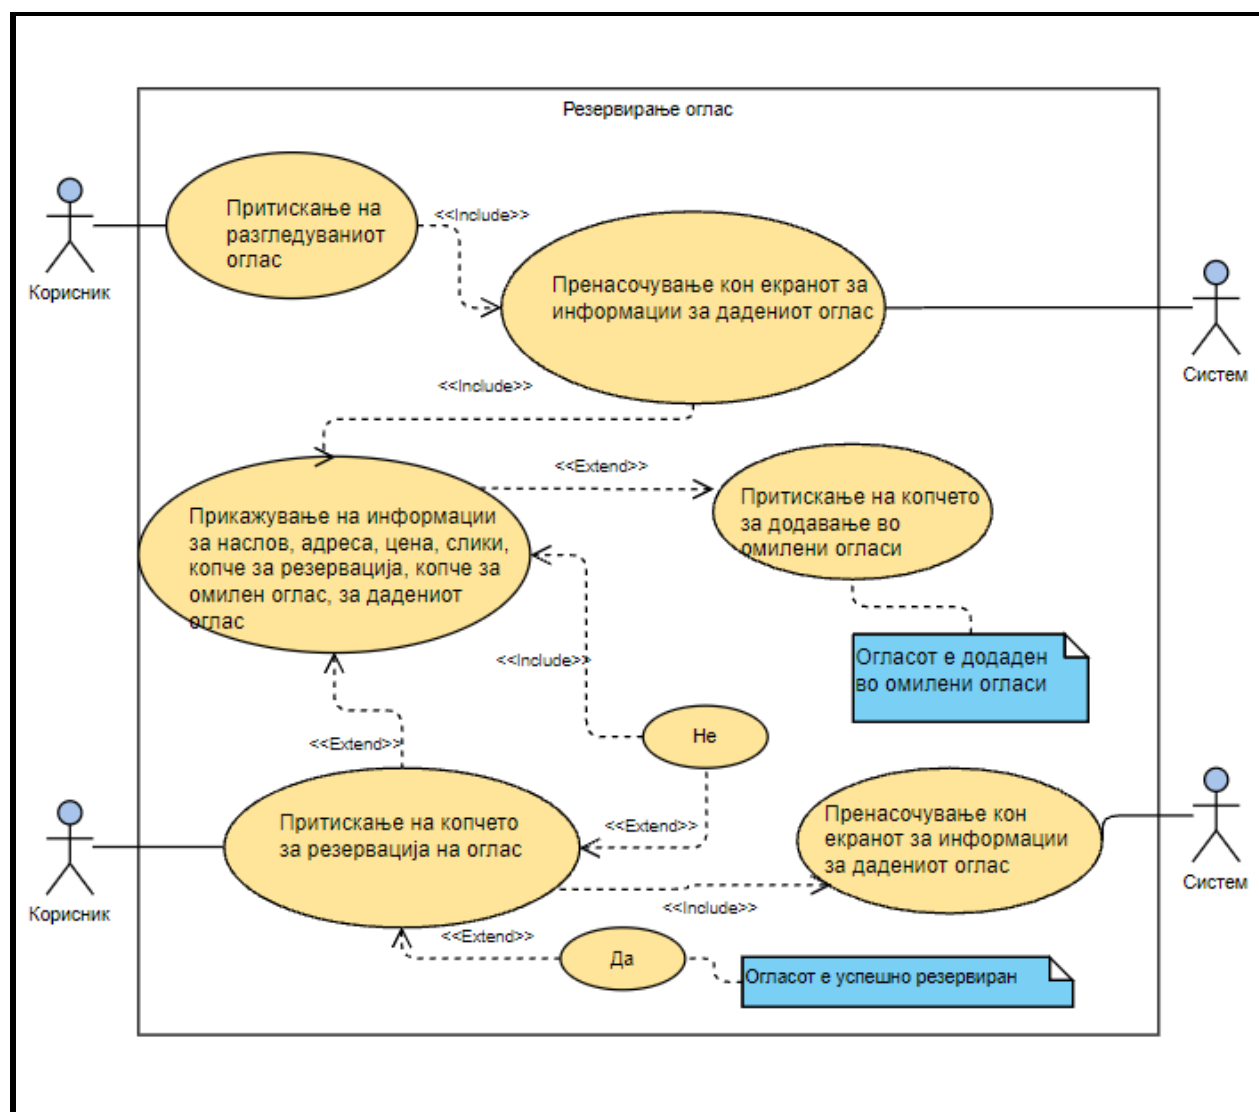 Резервирање оглас
Притискање на
разгледуваниот
оглас
<<Include>>
Корисник
Пренасочување кон екранот за
информации за дадениот оглас
Систем
<<Include>>
<<Extend>>
Прикажување на информации
за наслов, адреса, цена, слики,
копче за резервација, копче за
омилен оглас, за дадениот
оглас
Притискање на копчето
за додавање во
омилени огласи
<<Include>>
Огласот е додаден
во омилени огласи
<<Extend>>
Не
Притискање на копчето
за резервација на оглас
<<Extend>>
Пренасочување кон
екранот за информации
за дадениот оглас
Корисник
Систем
<<Include>>
<<Extend>>
Да
Огласот е успешно резервиран